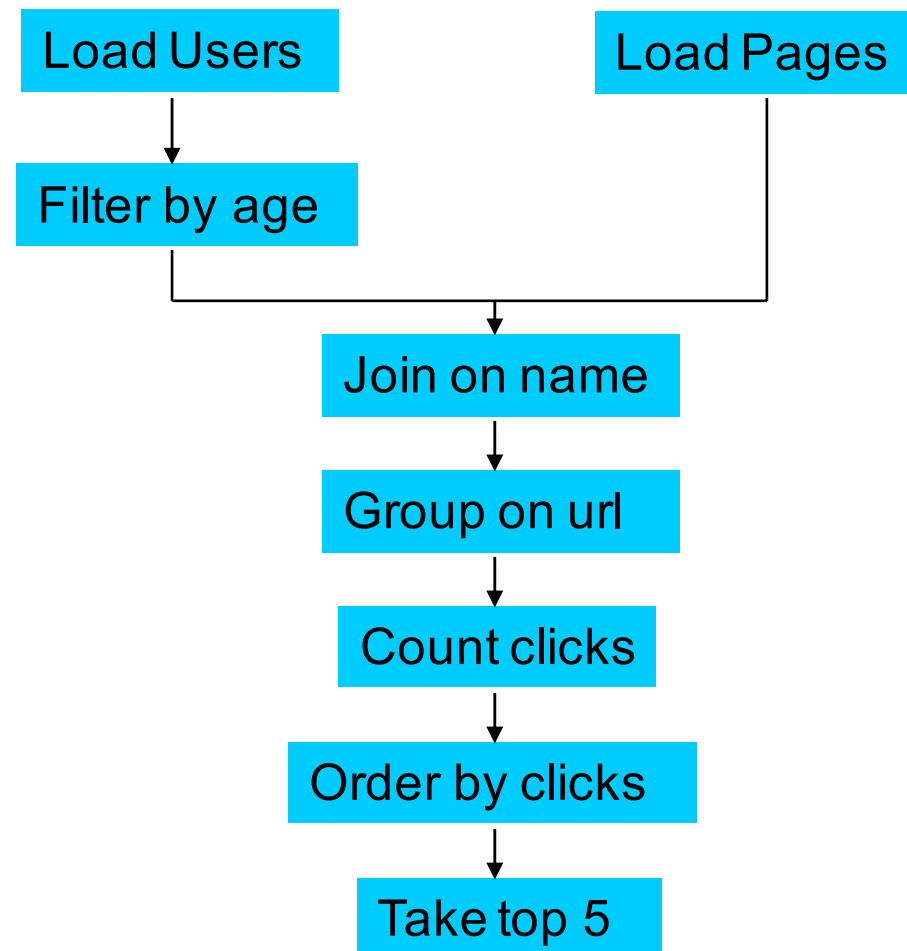 Load Users
Load Pages
Filter by age
Join on name
Group on url
Count clicks
Order by clicks
Take top 5